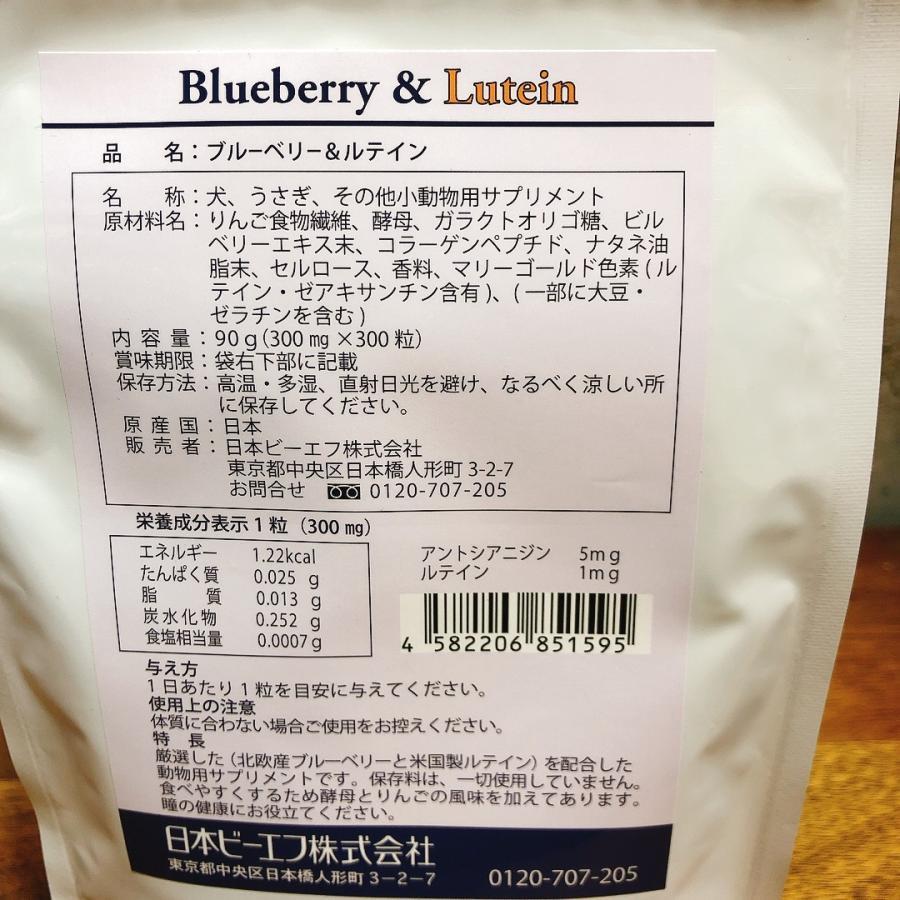 Blueberry & Lutein
品　名：ブルーベリー＆ルテイン
名　称：犬、うさぎ、その他小動物用サプリメント
原材料名：りんご食物繊維、酵母、ガラクトオリゴ糖、ビル
ベリーエキス末、コラーゲンペプチド、ナタネ油
脂末、セルロース、香料、マリーゴールド色素(ル
テイン・ゼアキサンチン含有)、(一部に大豆・
ゼラチンを含む)
内容量：90g(300㎎×300粒)
賞味期限：袋右下部に記載
保存方法：高温・多湿、直射日光を避け、なるべく涼しい所
に保存してください。
原産国：日本
販売者：日本ビーエフ株式会社
東京都中央区日本橋人形町 3-2-7
お問合せ 0120-707-205
栄養成分表示1粒（300㎎）
エネルギー 1.22kcal
たんぱく質 0.025 g
脂　質 0.013 g
炭水化物 0.252 g
食塩相当量 0.0007g
アントシアニジン 5mg
ルテイン 1mg
4 582206 851595
与え方
1日あたり1粒を目安に与えてください。
使用上の注意
体質に合わない場合ご使用をお控えください。
特　長
厳選した（北欧産ブルーベリーと米国製ルテイン）を配合した
動物用サプリメントです。保存料は、一切使用していません。
食べやすくするため酵母とりんごの風味を加えてあります。
瞳の健康にお役立てください。
日本ビーエフ株式会社
東京都中央区日本橋人形町 3－2－7
0120-707-205